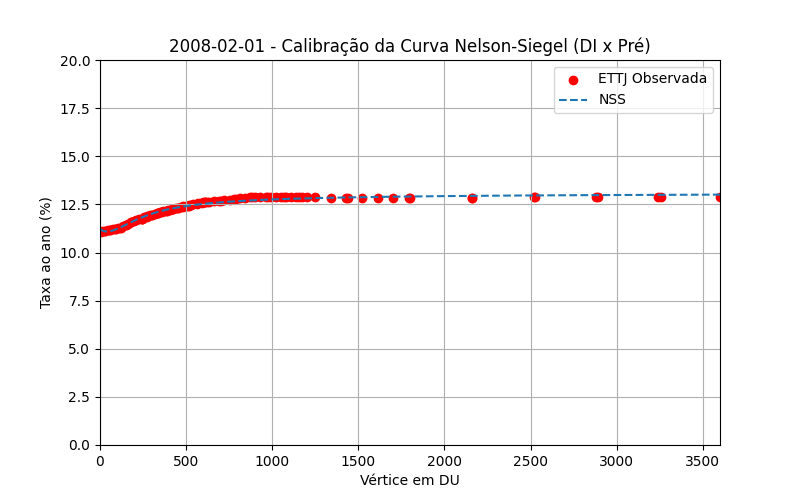 2008-02-01 - Calibração da Curva Nelson-Siegel (DI x Pré)
ETTJ Observada
NSS
Taxa ao ano (%)
20.0
17.5
15.0
12.5
10.0
7.5
5.0
2.5
0.0
0 500 1000 1500 2000 2500 3000 3500
Vértice em DU